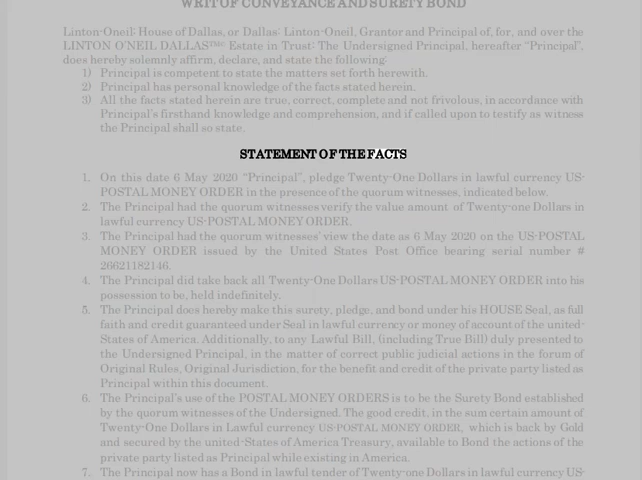 WRIT OF CONVEYANCE AND SURETY BOND
Linton-Oneil: House of Dallas, or Dallas: Linton-Oneil, Grantor and Principal of, for, and over the
LINTON O'NEIL DALLAS™ᶜ Estate in Trust: The Undersigned Principal, hereafter “Principal”,
does hereby solemnly affirm, declare, and state the following:
1) Principal is competent to state the matters set forth herewith.
2) Principal has personal knowledge of the facts stated herein.
3) All the facts stated herein are true, correct, complete and not frivolous, in accordance with
Principal's firsthand knowledge and comprehension, and if called upon to testify as witness
the Principal shall so state.
STATEMENT OF THE FACTS
1. On this date 6 May 2020 “Principal”, pledge Twenty-One Dollars in lawful currency US-
POSTAL MONEY ORDER in the presence of the quorum witnesses, indicated below.
2. The Principal had the quorum witnesses verify the value amount of Twenty-one Dollars in
lawful currency US-POSTAL MONEY ORDER.
3. The Principal had the quorum witnesses' view the date as 6 May 2020 on the US-POSTAL
MONEY ORDER issued by the United States Post Office bearing serial number #
26621182146.
4. The Principal did take back all Twenty-One Dollars US-POSTAL MONEY ORDER into his
possession to be, held indefinitely.
5. The Principal does hereby make this surety, pledge, and bond under his HOUSE Seal, as full
faith and credit guaranteed under Seal in lawful currency or money of account of the united-
States of America. Additionally, to any Lawful Bill, (including True Bill) duly presented to
the Undersigned Principal, in the matter of correct public judicial actions in the forum of
Original Rules, Original Jurisdiction, for the benefit and credit of the private party listed as
Principal within this document.
6. The Principal's use of the POSTAL MONEY ORDERS is to be the Surety Bond established
by the quorum witnesses of the Undersigned. The good credit, in the sum certain amount of
Twenty-One Dollars in Lawful currency US-POSTAL MONEY ORDER, which is back by Gold
and secured by the united-States of America Treasury, available to Bond the actions of the
private party listed as Principal while existing in America.
7. The Principal now has a Bond in lawful tender of Twenty-one Dollars in lawful currency US-